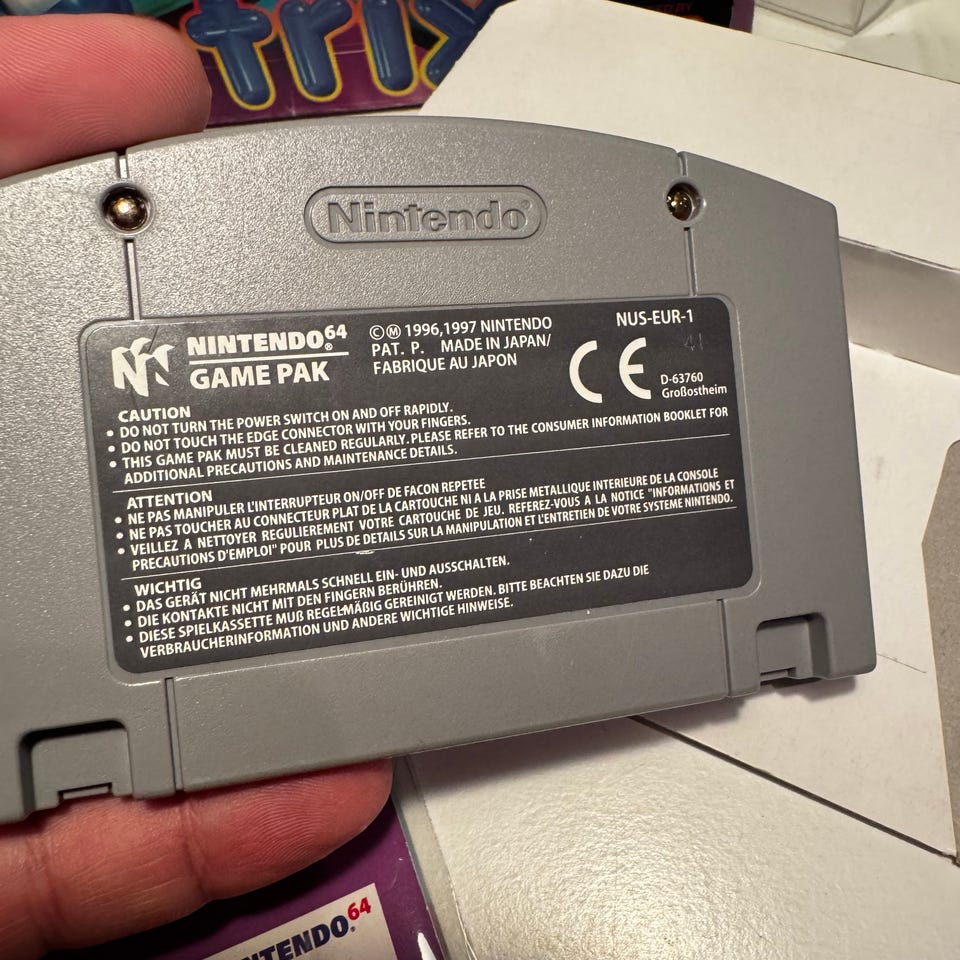 trix
Nintendo®
NINTENDO®64
GAME PAK
©Ⓜ 1996,1997 NINTENDO
PAT. P. MADE IN JAPAN/
FABRIQUE AU JAPON
NUS-EUR-1
41
CE
D-63760
Großostheim
CAUTION
• DO NOT TURN THE POWER SWITCH ON AND OFF RAPIDLY.
• DO NOT TOUCH THE EDGE CONNECTOR WITH YOUR FINGERS.
• THIS GAME PAK MUST BE CLEANED REGULARLY. PLEASE REFER TO THE CONSUMER INFORMATION BOOKLET FOR
ADDITIONAL PRECAUTIONS AND MAINTENANCE DETAILS.
ATTENTION
• NE PAS MANIPULER L'INTERRUPTEUR ON/OFF DE FACON REPETEE
• NE PAS TOUCHER AU CONNECTEUR PLAT DE LA CARTOUCHE NI A LA PRISE METALLIQUE INTERIEURE DE LA CONSOLE
• VEILLEZ A NETTOYER REGULIEREMENT VOTRE CARTOUCHE DE JEU. REFEREZ-VOUS A LA NOTICE "INFORMATIONS ET
PRECAUTIONS D'EMPLOI" POUR PLUS DE DETAILS SUR LA MANIPULATION ET L'ENTRETIEN DE VOTRE SYSTEME NINTENDO.
WICHTIG
• DAS GERÄT NICHT MEHRMALS SCHNELL EIN- UND AUSSCHALTEN.
• DIE KONTAKTE NICHT MIT DEN FINGERN BERÜHREN.
• DIESE SPIELKASSETTE MUß REGELMÄßIG GEREINIGT WERDEN. BITTE BEACHTEN SIE DAZU DIE
VERBRAUCHERINFORMATION UND ANDERE WICHTIGE HINWEISE.
NTENDO®64